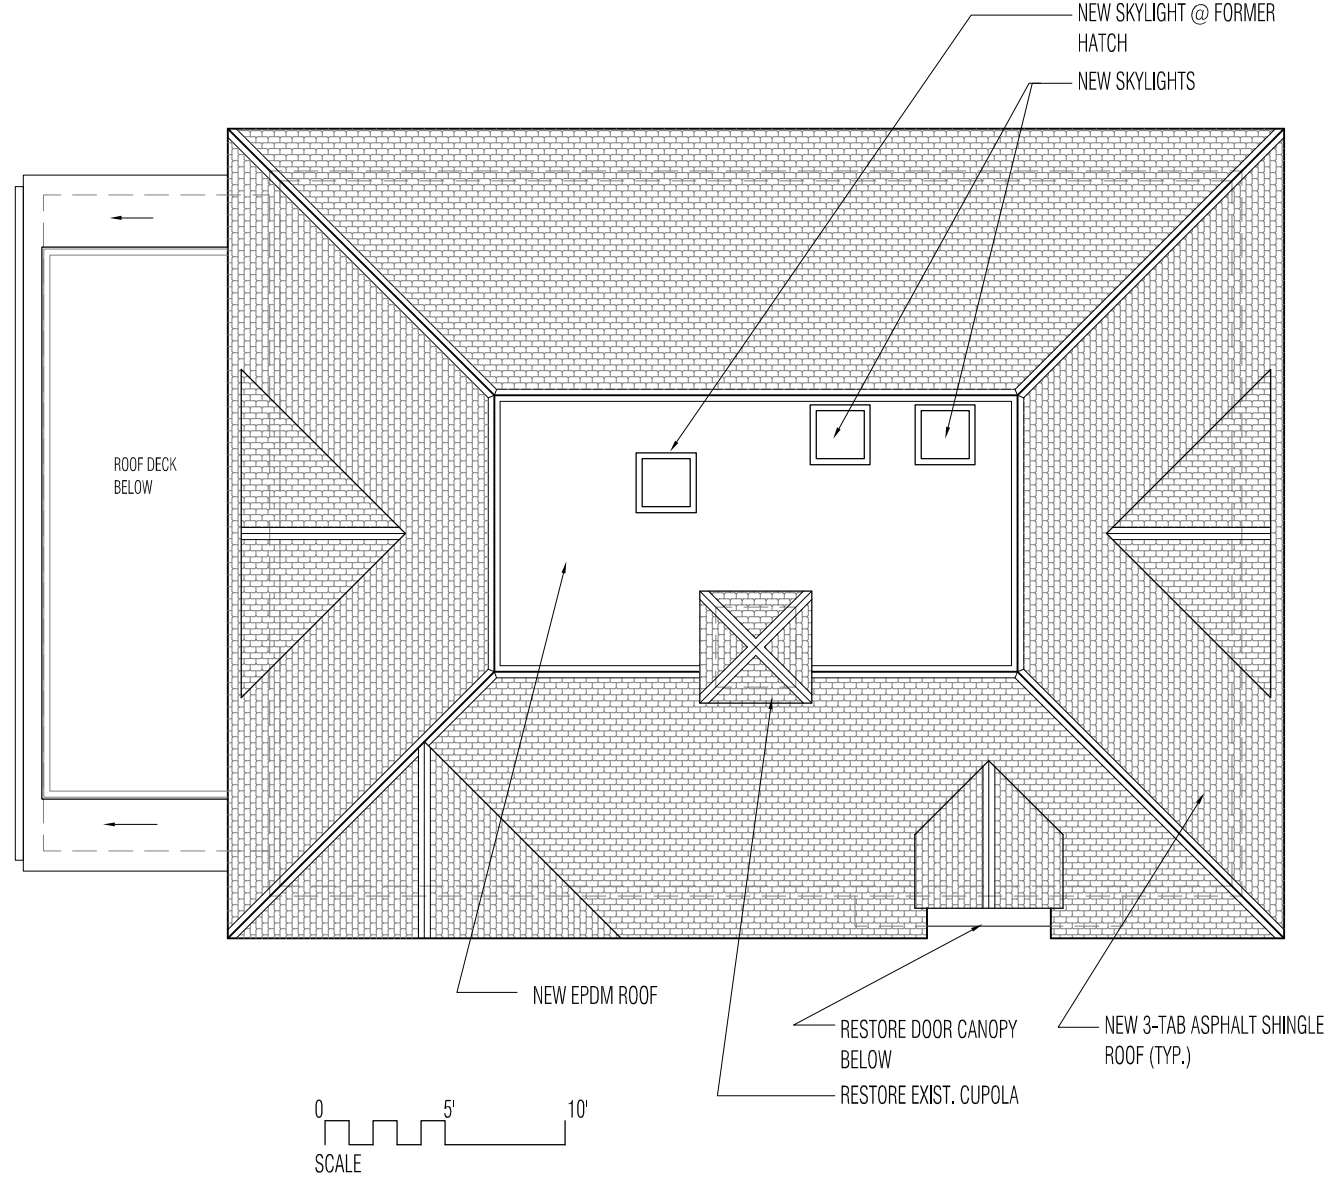 NEW SKYLIGHT @ FORMER
HATCH
NEW SKYLIGHTS
ROOF DECK
BELOW
NEW EPDM ROOF
RESTORE DOOR CANOPY
BELOW
NEW 3-TAB ASPHALT SHINGLE
ROOF (TYP.)
RESTORE EXIST. CUPOLA
0 5' 10'
SCALE